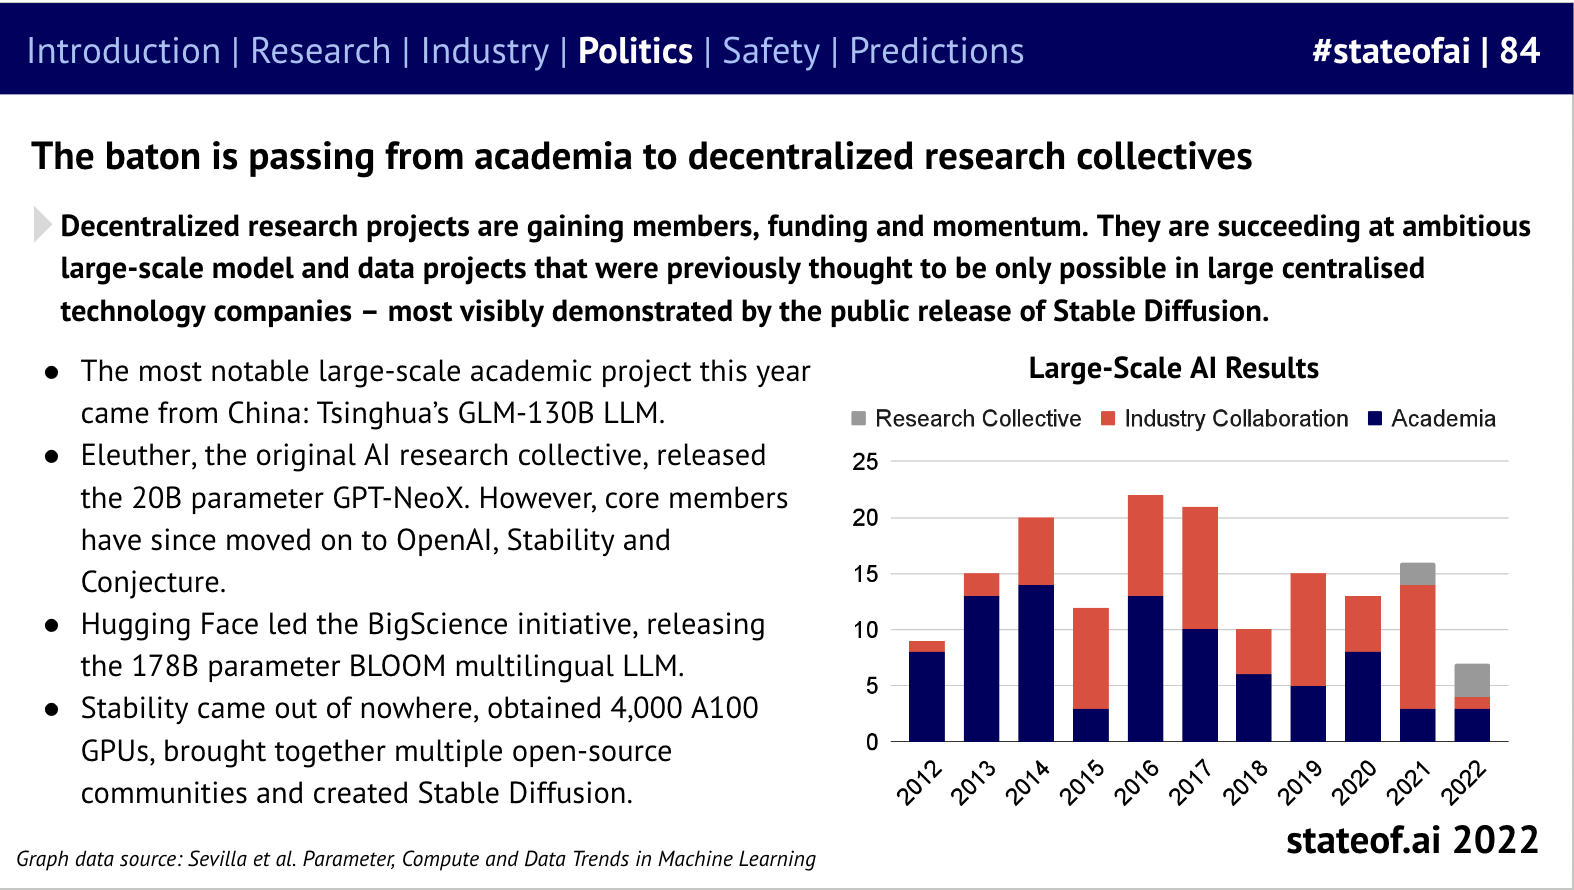 Introduction | Research | Industry | Politics | Safety | Predictions
#stateofai | 84
The baton is passing from academia to decentralized research collectives
Decentralized research projects are gaining members, funding and momentum. They are succeeding at ambitious
large-scale model and data projects that were previously thought to be only possible in large centralised
technology companies – most visibly demonstrated by the public release of Stable Diffusion.
● The most notable large-scale academic project this year
came from China: Tsinghua’s GLM-130B LLM.
● Eleuther, the original AI research collective, released
the 20B parameter GPT-NeoX. However, core members
have since moved on to OpenAI, Stability and
Conjecture.
● Hugging Face led the BigScience initiative, releasing
the 178B parameter BLOOM multilingual LLM.
● Stability came out of nowhere, obtained 4,000 A100
GPUs, brought together multiple open-source
communities and created Stable Diffusion.
Large-Scale AI Results
Research Collective Industry Collaboration Academia
25
20
15
10
5
0
2012 2013 2014 2015 2016 2017 2018 2019 2020 2021 2022
Graph data source: Sevilla et al. Parameter, Compute and Data Trends in Machine Learning
stateof.ai 2022